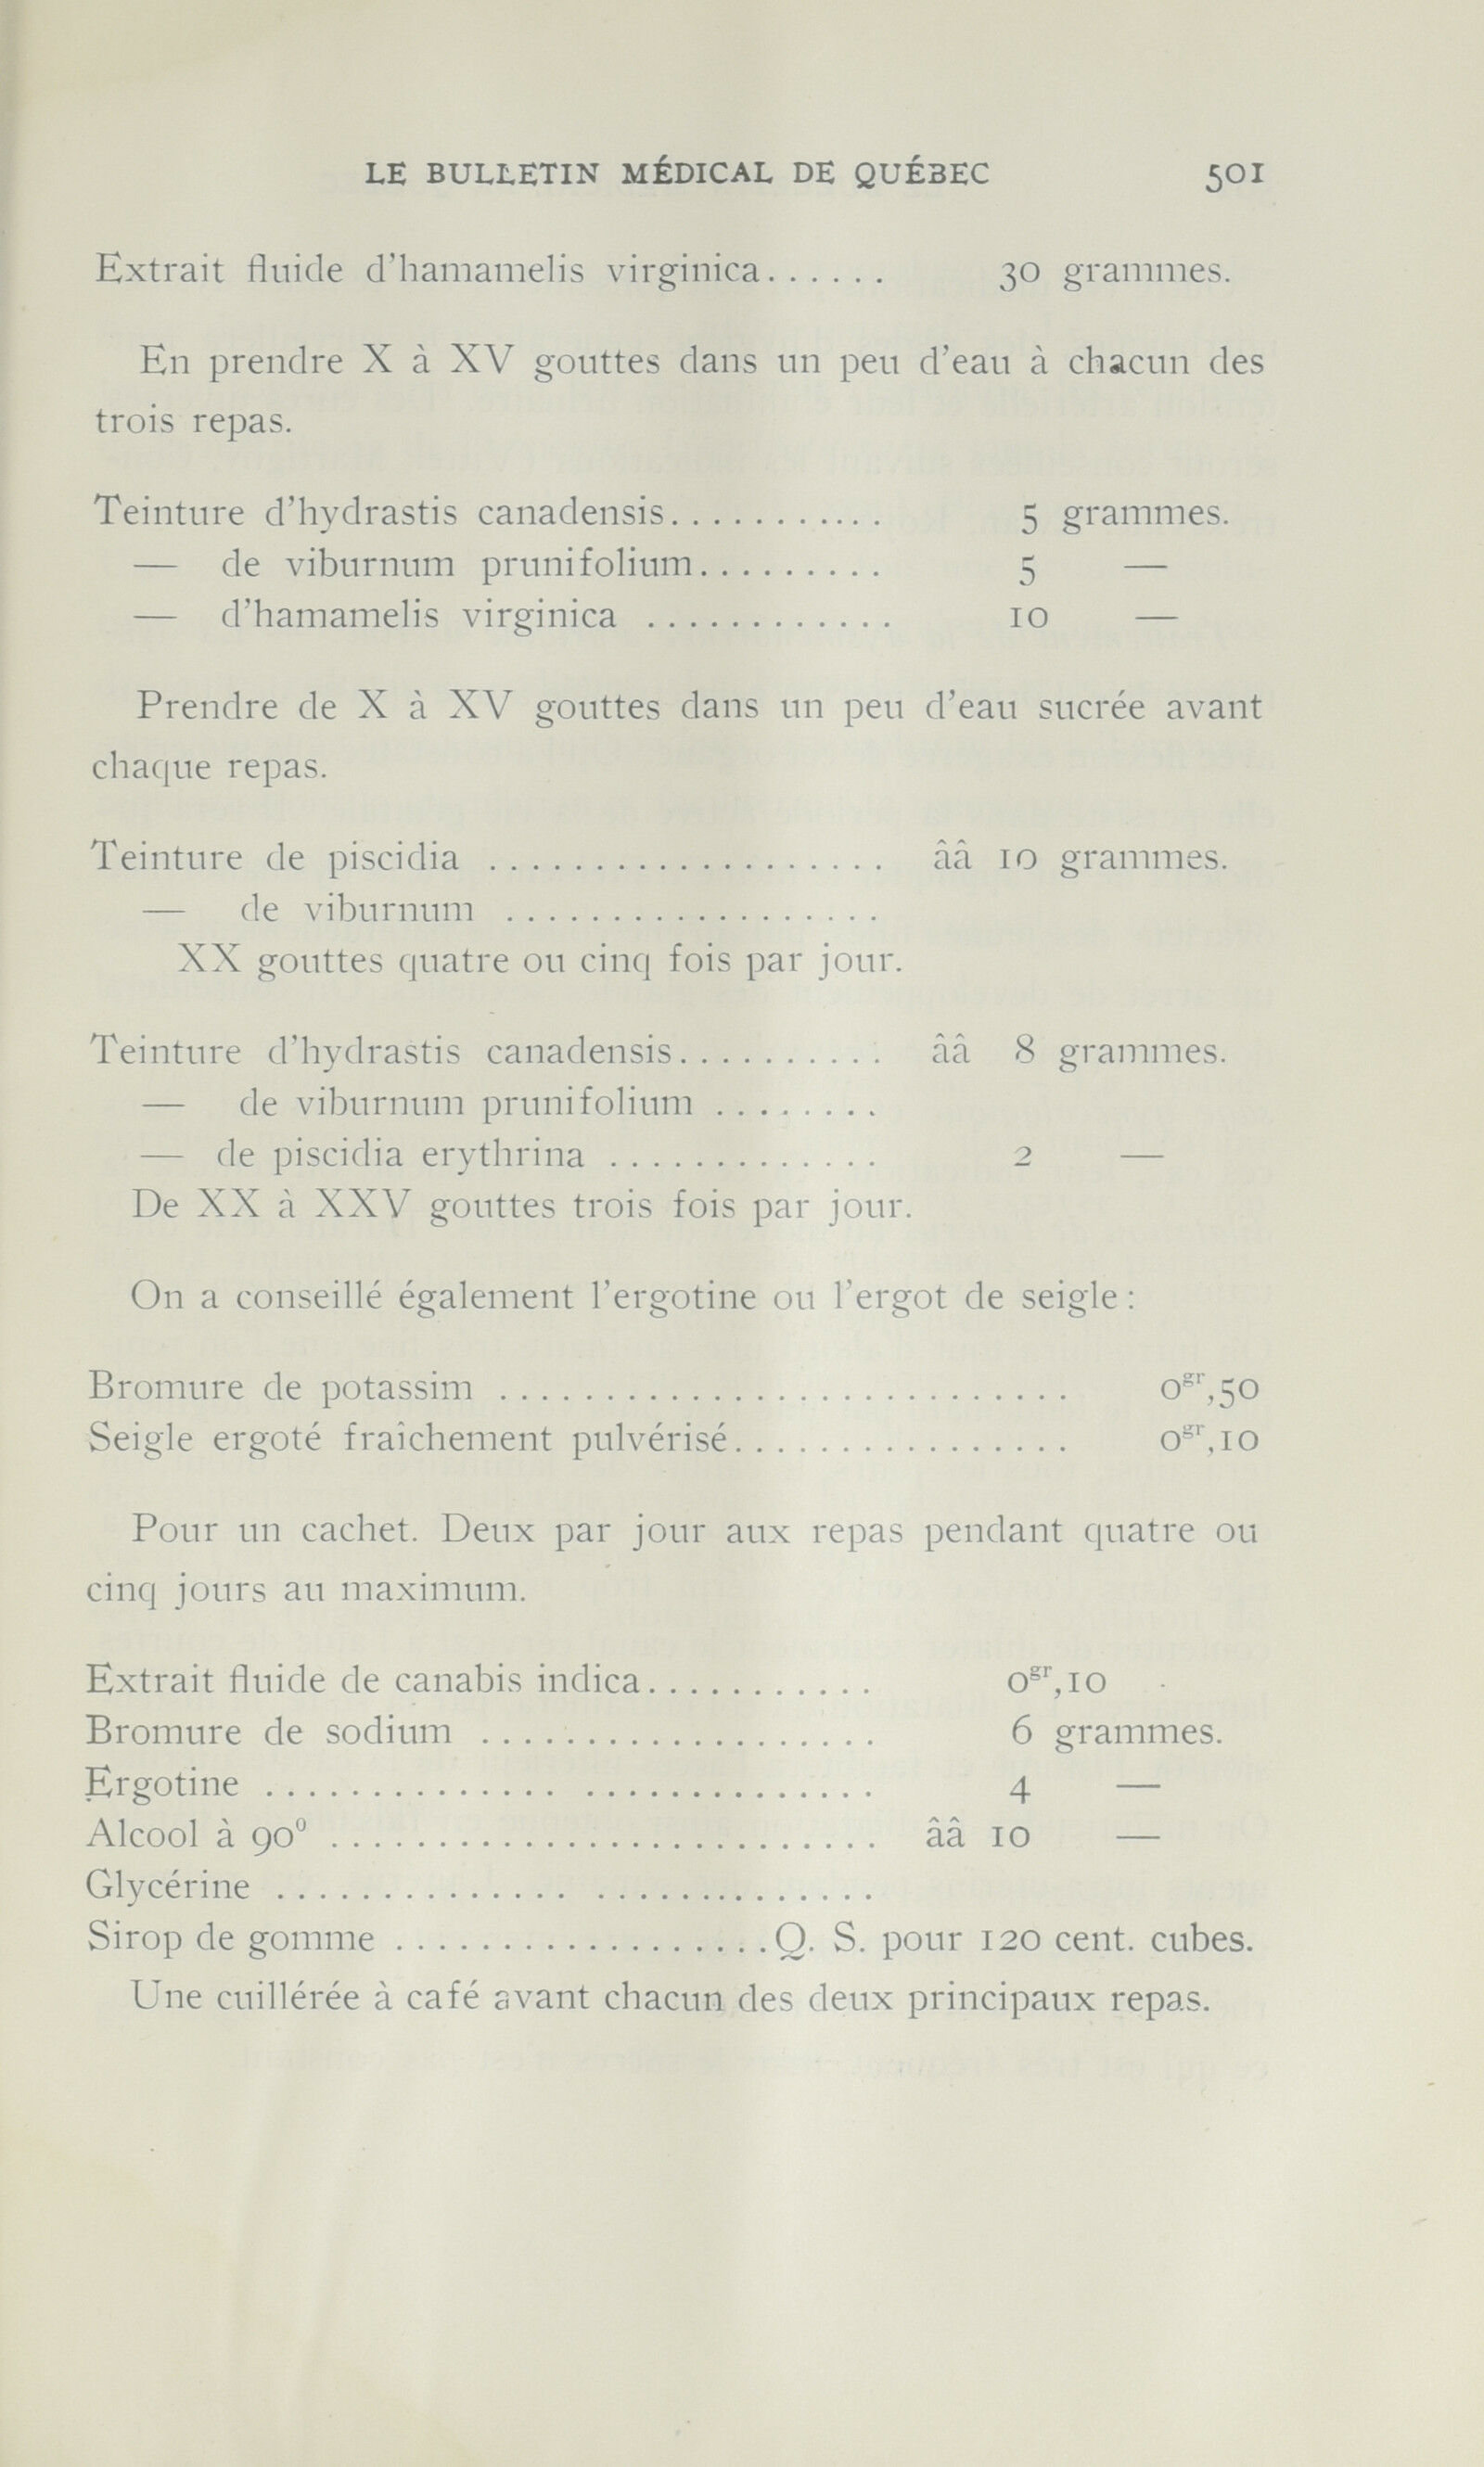 LE BULLETIN MÉDICAL DE QUÉBEC 501
Extrait fluide d'hamamelis virginica...... 30 grammes.
En prendre X à XV gouttes dans un peu d'eau à chacun des
trois repas.
Teinture d'hydrastis canadensis........... 5 grammes.
— de viburnum prunifolium......... 5 —
— d'hamamelis virginica ............ 10 —
Prendre de X à XV gouttes dans un peu d'eau sucrée avant
chaque repas.
Teinture de piscidia ................... ââ 10 grammes.
— de viburnum ..................
XX gouttes quatre ou cinq fois par jour.
Teinture d'hydrastis canadensis.......... ââ 8 grammes.
— de viburnum prunifolium ........
— de piscidia erythrina ............. 2 —
De XX à XXV gouttes trois fois par jour.
On a conseillé également l'ergotine ou l'ergot de seigle :
Bromure de potassim ........................... 0gr,50
Seigle ergoté fraîchement pulvérisé................ 0gr,10
Pour un cachet. Deux par jour aux repas pendant quatre ou
cinq jours au maximum.
Extrait fluide de canabis indica........... 0gr,10
Bromure de sodium ................... 6 grammes.
Ergotine ............................ 4 —
Alcool à 90⁰ .......................... ââ 10 —
Glycérine ............................
Sirop de gomme ..................Q. S. pour 120 cent. cubes.
Une cuillérée à café avant chacun des deux principaux repas.